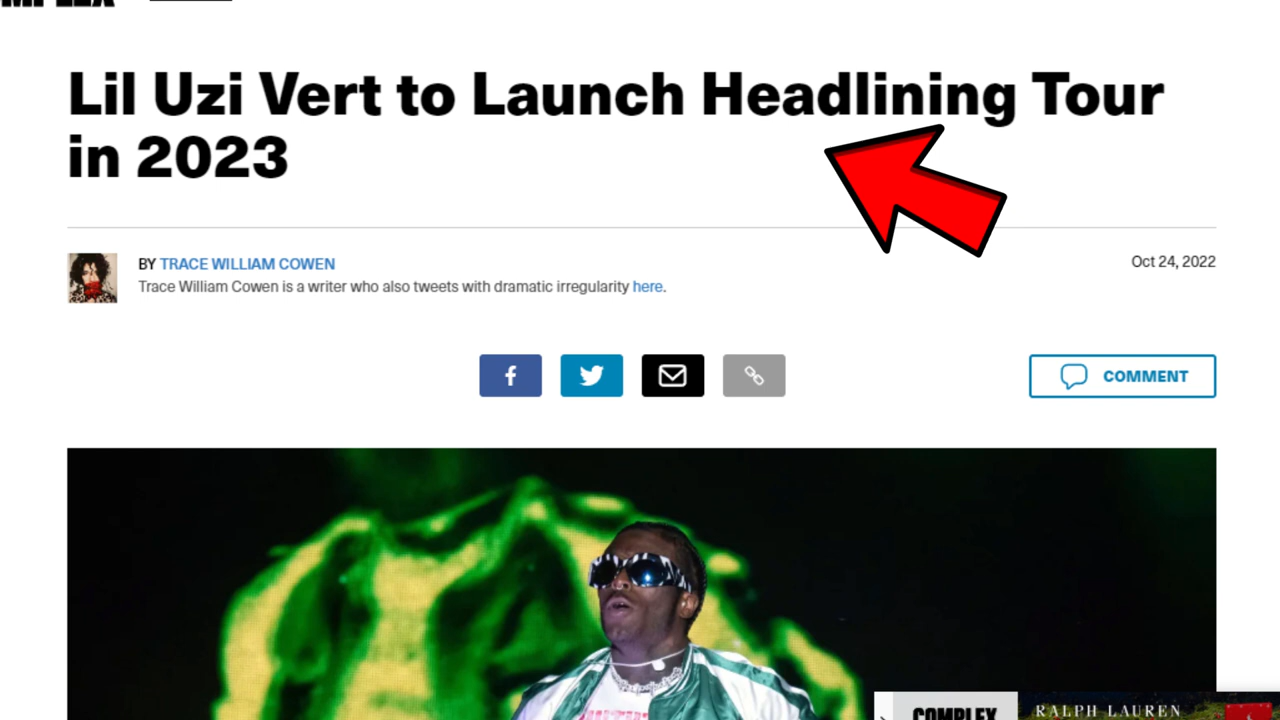 Lil Uzi Vert to Launch Headlining Tour
in 2023
BY TRACE WILLIAM COWEN
Oct 24, 2022
Trace William Cowen is a writer who also tweets with dramatic irregularity here.
COMMENT
COMPLEX
RALPH LAUREN